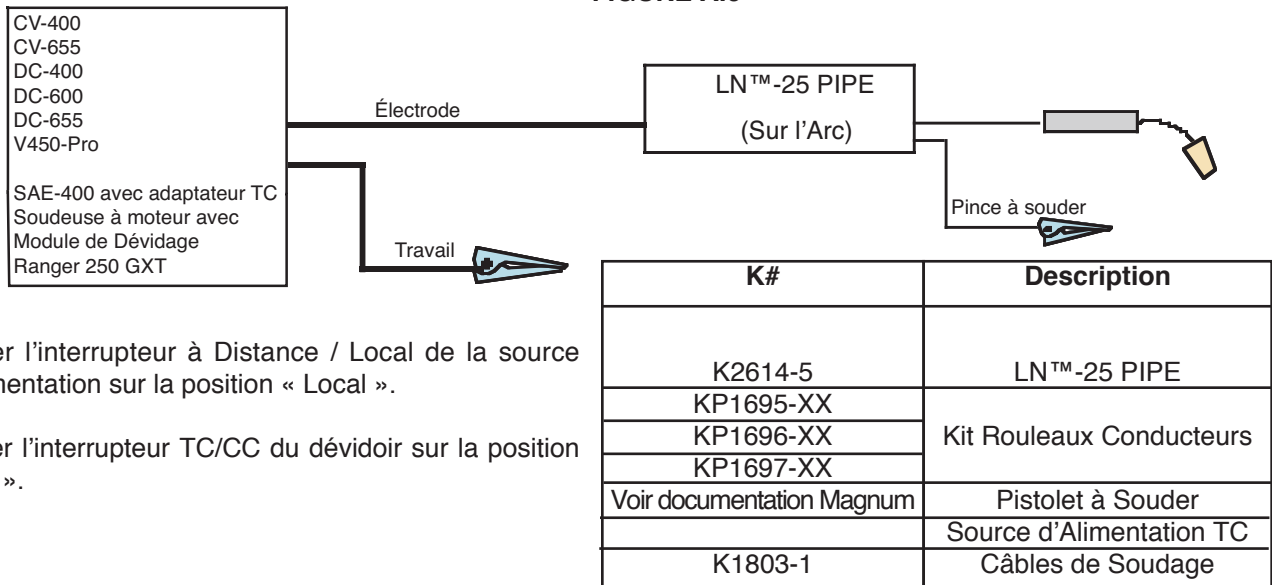 CV-400
CV-655
DC-400
DC-600
DC-655
V450-Pro
SAE-400 avec adaptateur TC
Soudeuse à moteur avec
Module de Dévidage
Ranger 250 GXT
Électrode
Travail
LN™-25 PIPE
(Sur l'Arc)
Pince à souder
l'interrupteur à Distance / Local de la source
sur la position « Local ».
l'interrupteur TC/CC du dévidoir sur la position
».
K# Description
K2614-5 LN™-25 PIPE
KP1695-XX
KP1696-XX Kit Rouleaux Conducteurs
KP1697-XX
Voir documentation Magnum Pistolet à Souder
Source d'Alimentation TC
K1803-1 Câbles de Soudage